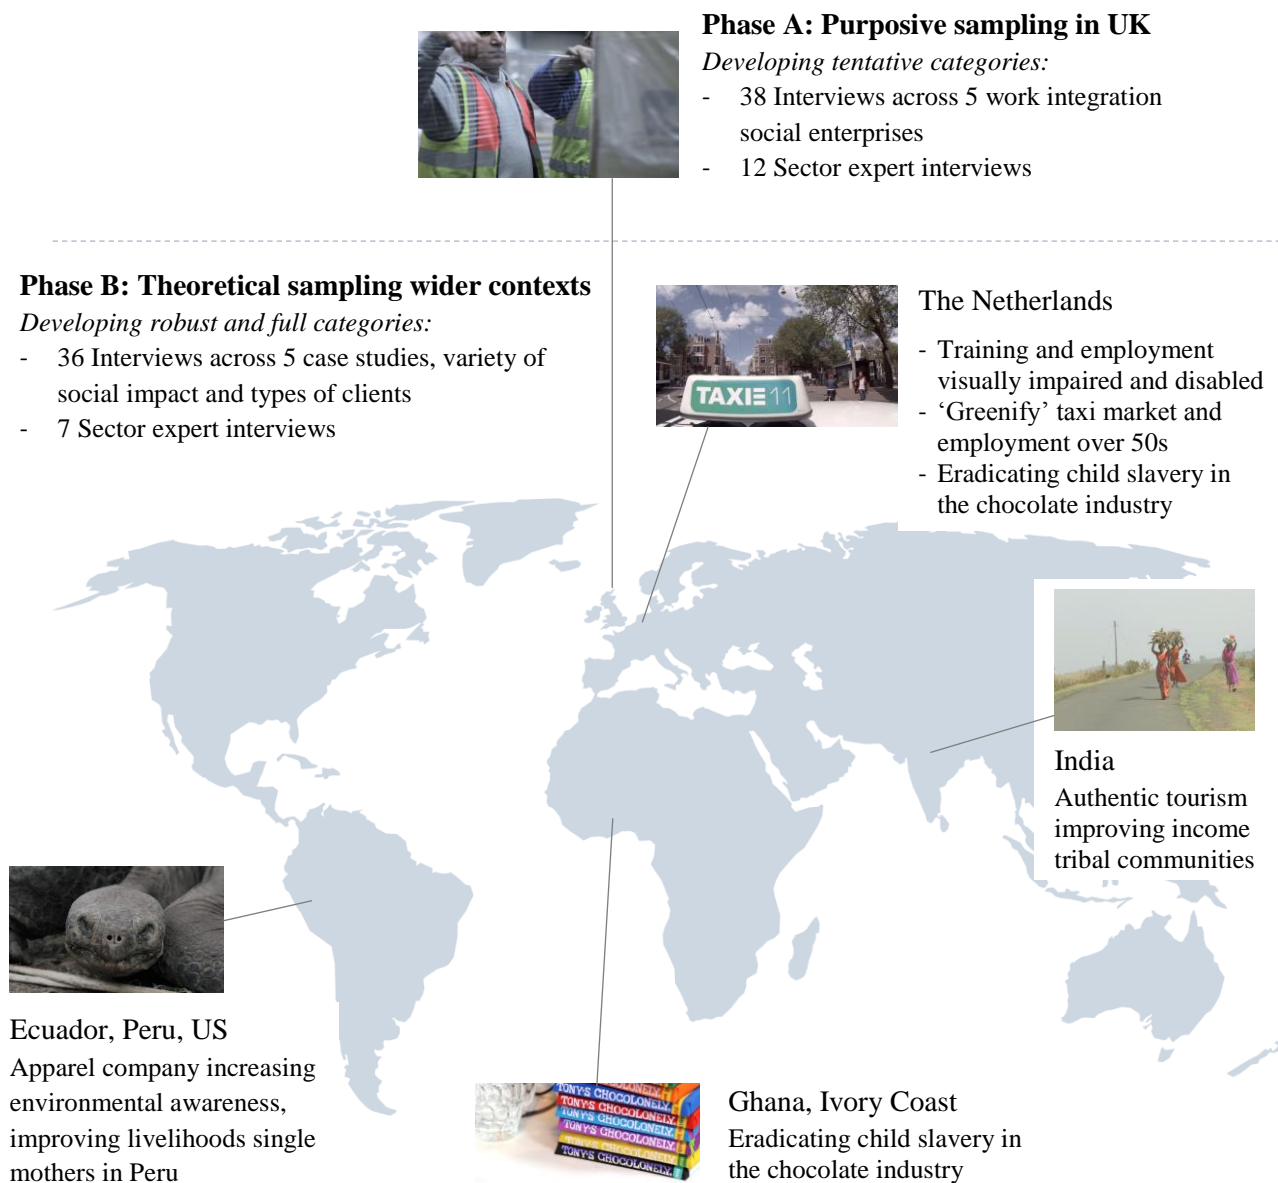 Phase A: Purposive sampling in UK
Developing tentative categories:
- 38 Interviews across 5 work integration
social enterprises
- 12 Sector expert interviews
Phase B: Theoretical sampling wider contexts
Developing robust and full categories:
- 36 Interviews across 5 case studies, variety of
social impact and types of clients
- 7 Sector expert interviews
TAXIE 11
The Netherlands
- Training and employment
visually impaired and disabled
- ‘Greenify’ taxi market and
employment over 50s
- Eradicating child slavery in
the chocolate industry
India
Authentic tourism
improving income
tribal communities
Ecuador, Peru, US
Apparel company increasing
environmental awareness,
improving livelihoods single
mothers in Peru
TONY'S CHOCOLONELY
TONY'S CHOCOLONELY
TONY'S CHOCOLONELY
TONY'S CHOCOLONELY
TONY'S CHOCOLONELY
TONY'S CHOCOLONELY
Ghana, Ivory Coast
Eradicating child slavery in
the chocolate industry